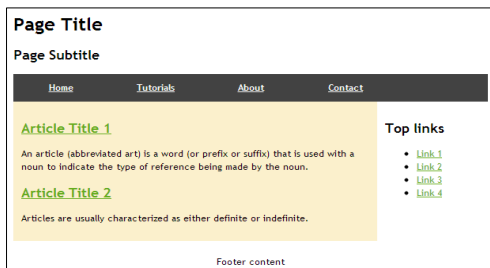 Page Title
Page Subtitle
Home Tutorials About Contact
Article Title 1
An article (abbreviated art) is a word (or prefix or suffix) that is used with a
noun to indicate the type of reference being made by the noun.
Article Title 2
Articles are usually characterized as either definite or indefinite.
Top links
Link 1
Link 2
Link 3
Link 4
Footer content